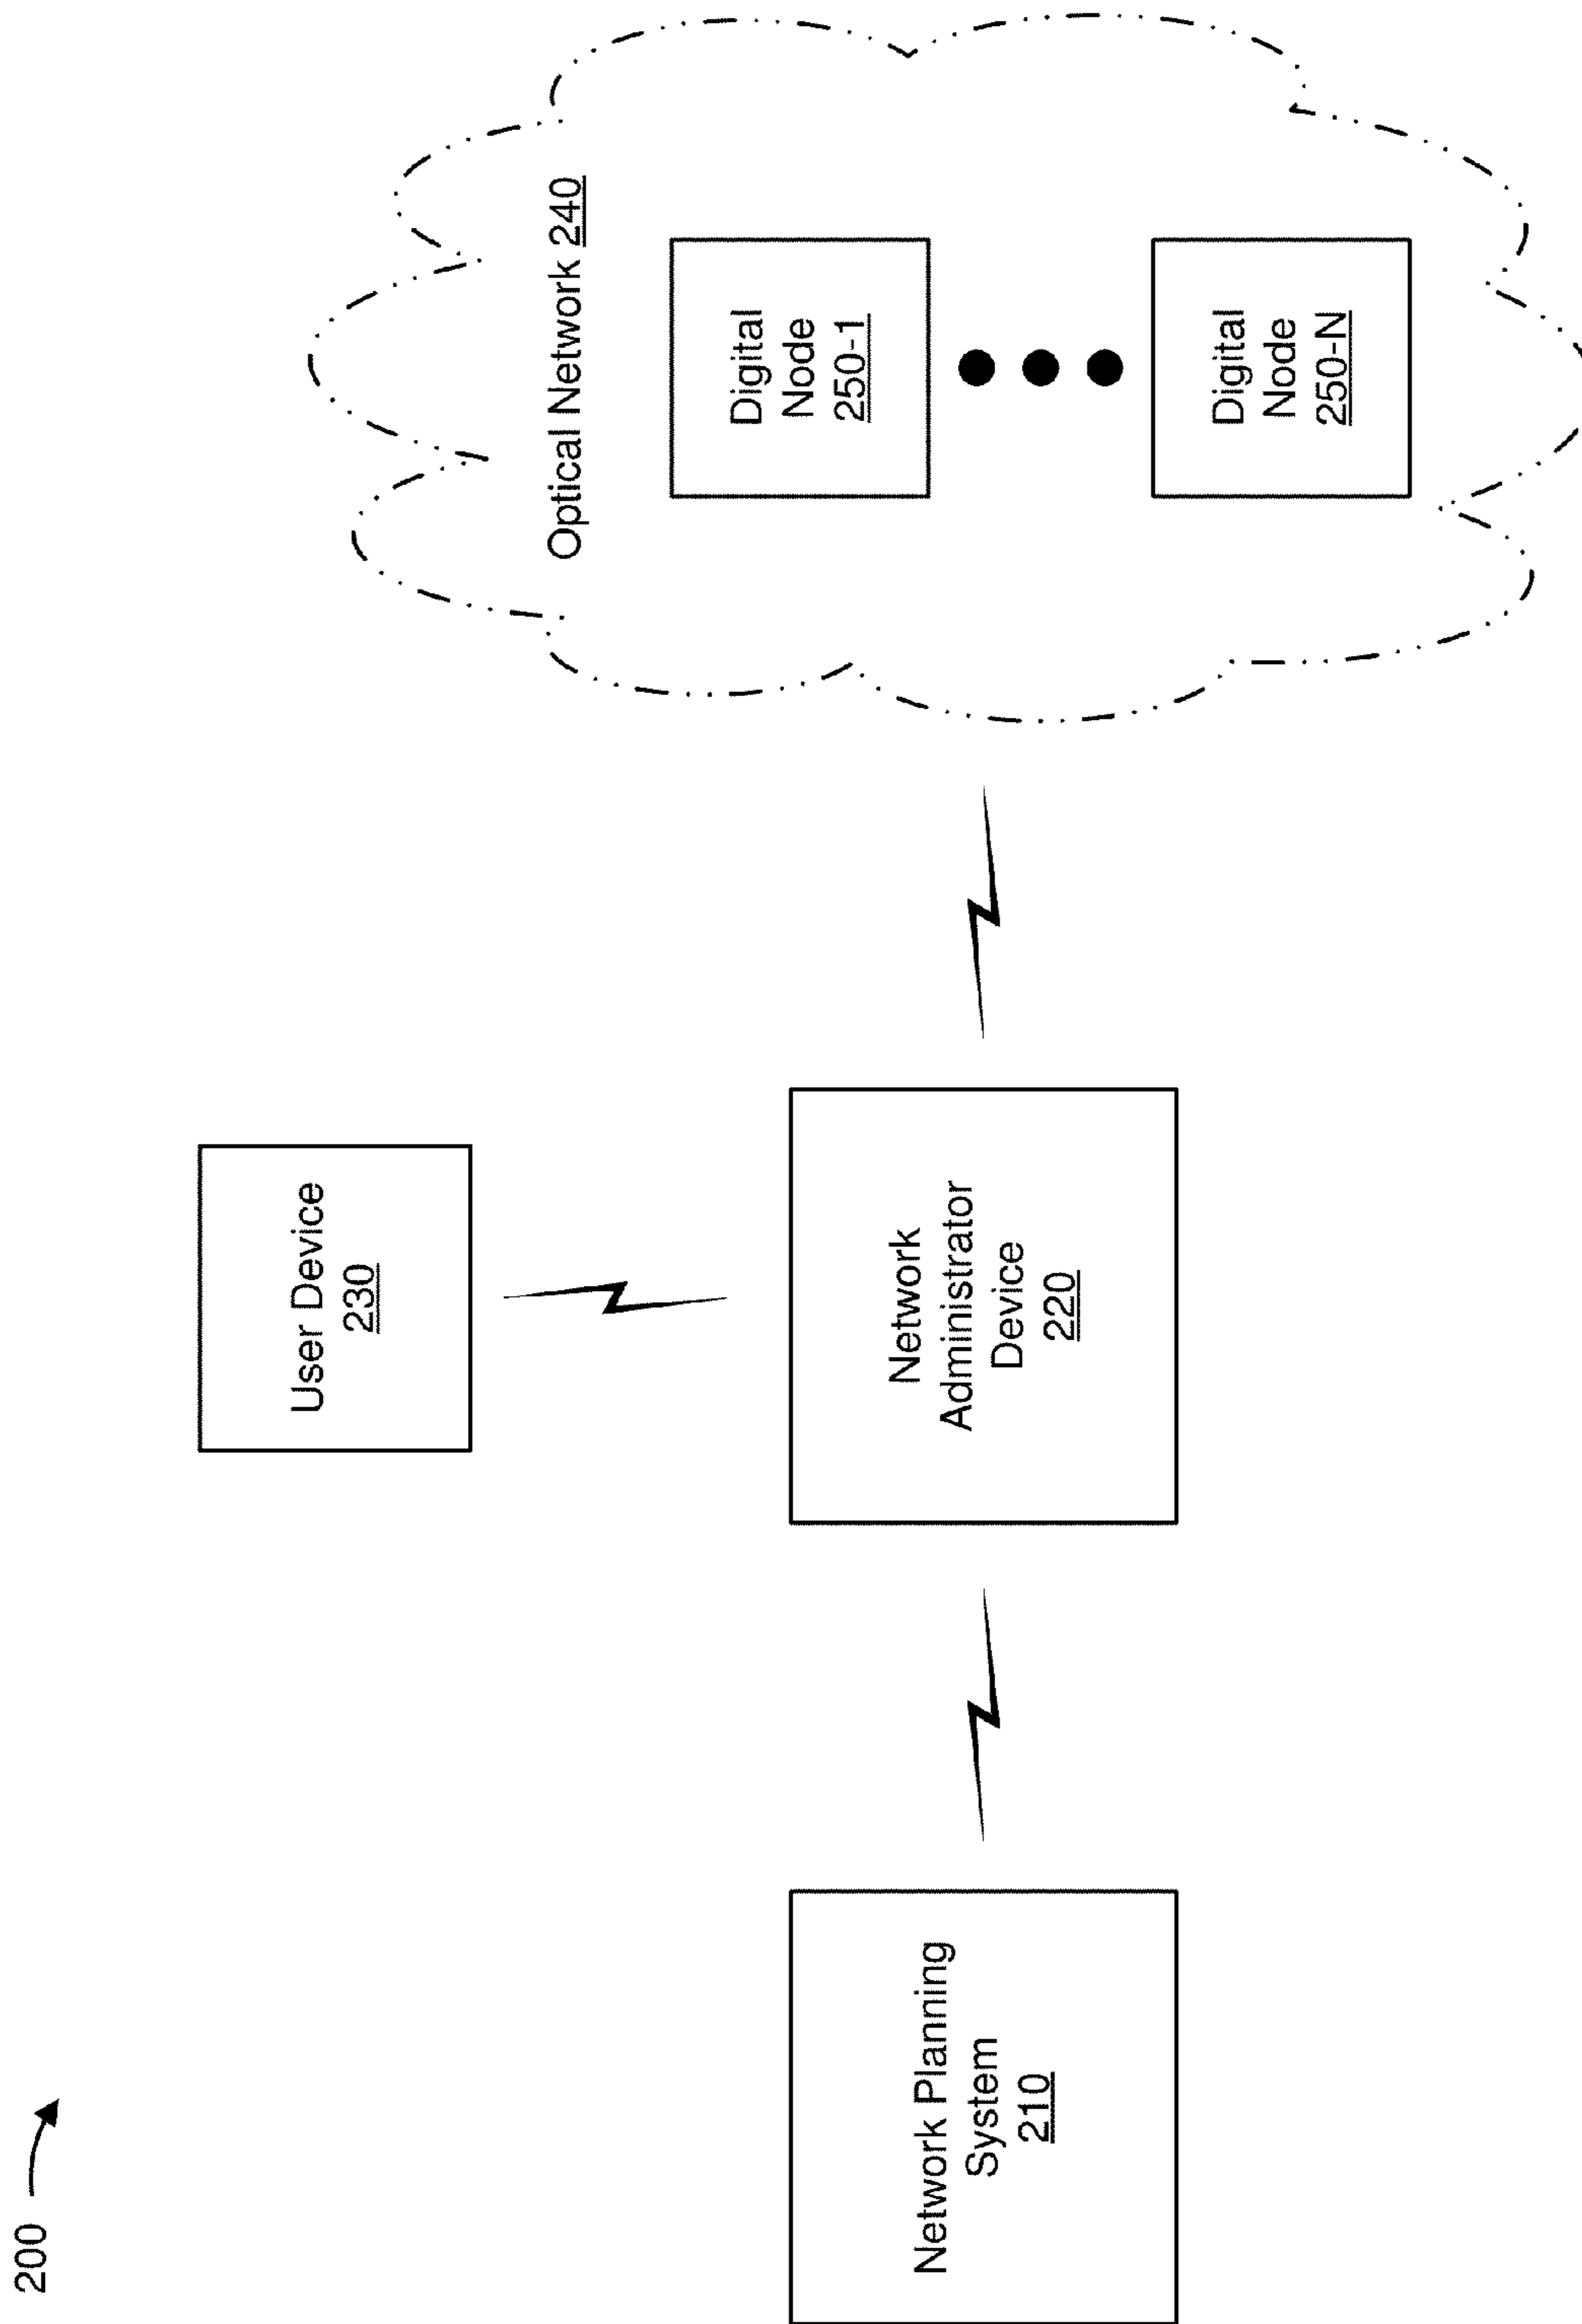 200
Network Planning
System
210
User Device
230
Network
Administrator
Device
220
Optical Network 240
Digital
Node
250-1
Digital
Node
250-N